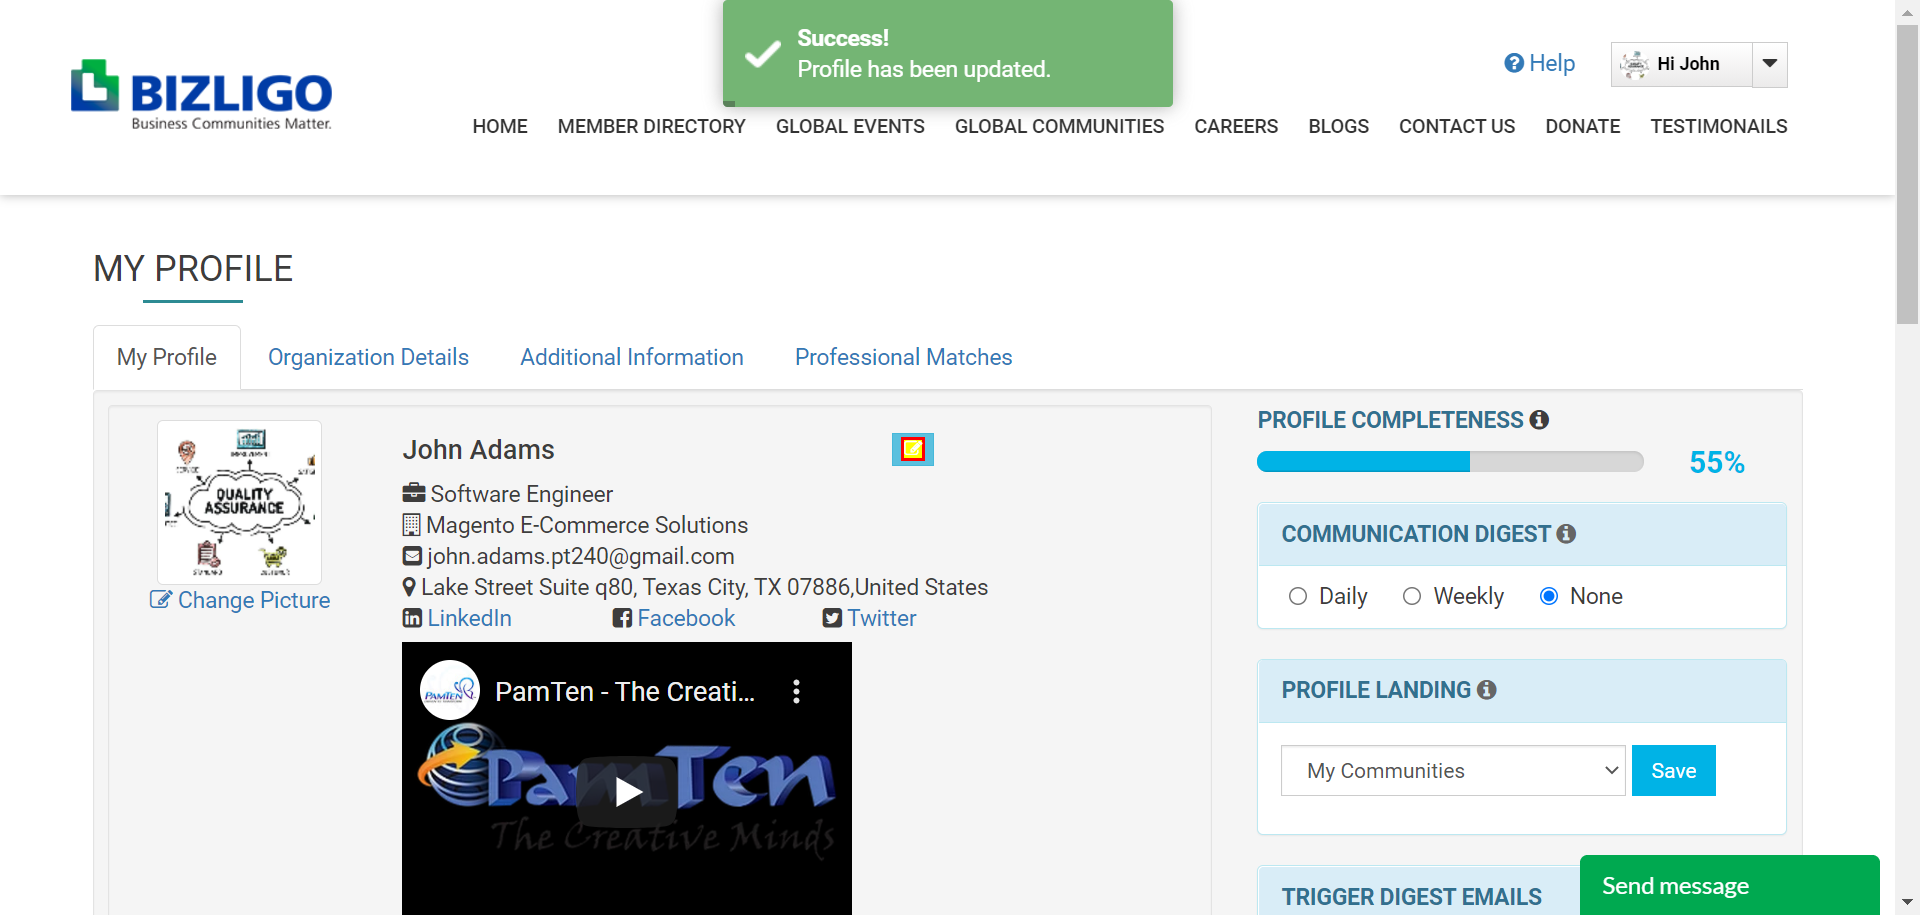 Success!
Profile has been updated.
Help
Hi John
BIZLIGO
Business Communities Matter.
HOME
MEMBER DIRECTORY
GLOBAL EVENTS
GLOBAL COMMUNITIES
CAREERS
BLOGS
CONTACT US
DONATE
TESTIMONAILS
MY PROFILE
My Profile
Organization Details
Additional Information
Professional Matches
QUALITY
ASSURANCE
Change Picture
John Adams
Software Engineer
Magento E-Commerce Solutions
john.adams.pt240@gmail.com
Lake Street Suite q80, Texas City, TX 07886,United States
LinkedIn
Facebook
Twitter
PAMTEN
PamTen - The Creati...
PamTen
The Creative Minds
PROFILE COMPLETENESS
55%
COMMUNICATION DIGEST
Daily
Weekly
None
PROFILE LANDING
My Communities
Save
TRIGGER DIGEST EMAILS
Send message